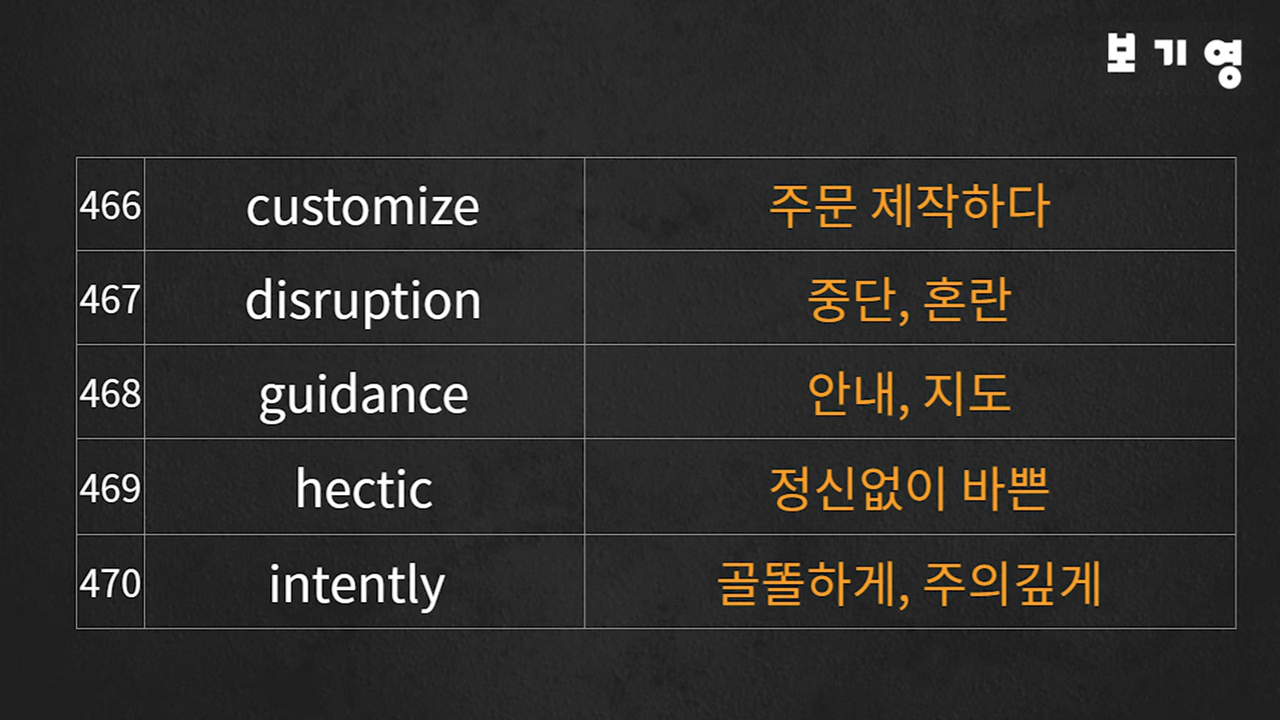 보기영
466 customize 주문 제작하다
467 disruption 중단, 혼란
468 guidance 안내, 지도
469 hectic 정신없이 바쁜
470 intently 골똘하게, 주의깊게